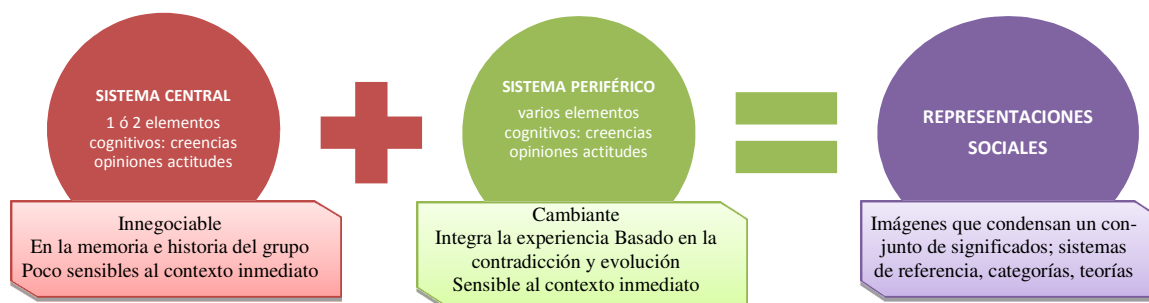 SISTEMA CENTRAL
1 ó 2 elementos
cognitivos: creencias
opiniones actitudes
Innegociable
En la memoria e historia del grupo
Poco sensibles al contexto inmediato
SISTEMA PERIFÉRICO
varios elementos
cognitivos: creencias
opiniones actitudes
Cambiante
Integra la experiencia Basado en la
contradicción y evolución
Sensible al contexto inmediato
REPRESENTACIONES
SOCIALES
Imágenes que condensan un con-
junto de significados; sistemas
de referencia, categorías, teorías